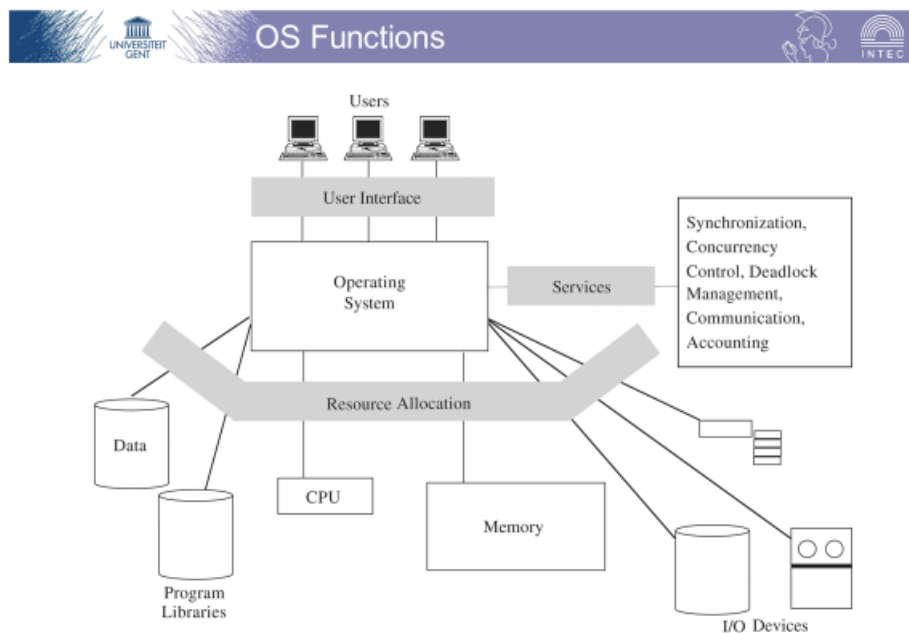 UNIVERSITEIT
GENT
OS Functions
INTEC
Users
User Interface
Operating
System
Services
Synchronization,
Concurrency
Control, Deadlock
Management,
Communication,
Accounting
Resource Allocation
Data
CPU
Memory
Program
Libraries
I/O Devices